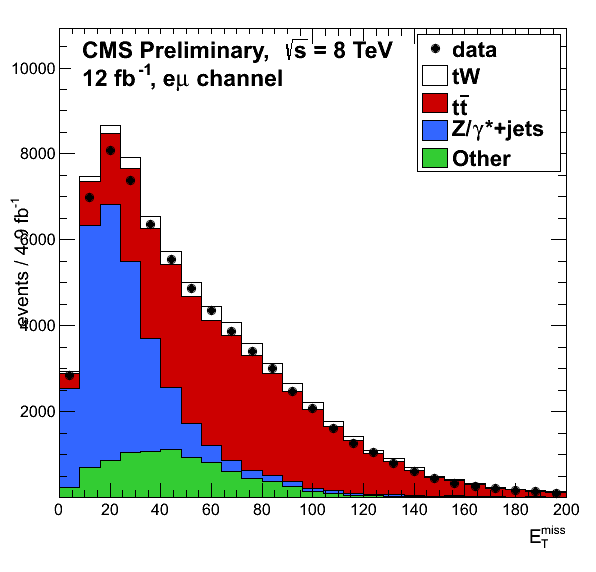 CMS Preliminary, √s = 8 TeV
12 fb⁻¹, eμ channel
data
tW
tt̄
Z/γ*+jets
Other
events / 4.9 fb⁻¹
10000
8000
6000
4000
2000
0 20 40 60 80 100 120 140 160 180 200
E_T^miss